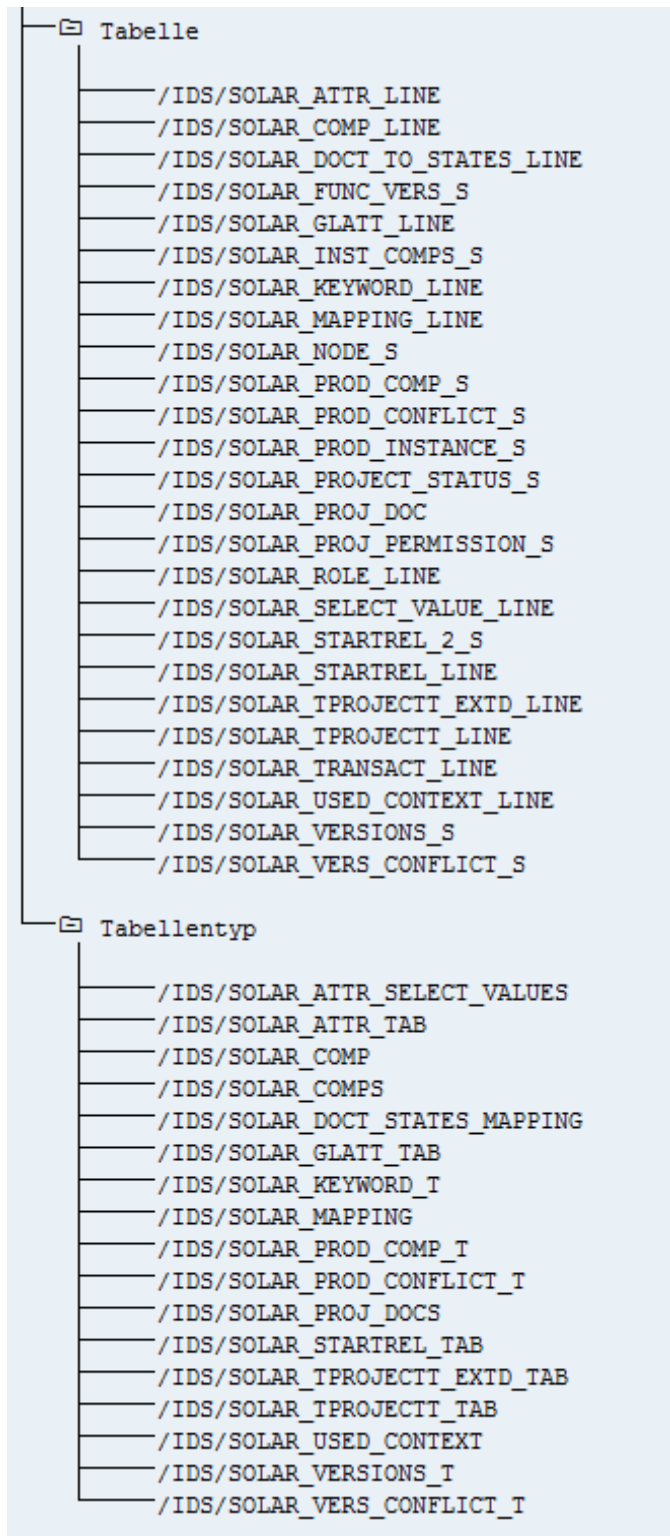 Tabelle
/IDS/SOLAR_ATTR_LINE
/IDS/SOLAR_COMP_LINE
/IDS/SOLAR_DOCT_TO_STATES_LINE
/IDS/SOLAR_FUNC_VERS_S
/IDS/SOLAR_GLATT_LINE
/IDS/SOLAR_INST_COMPS_S
/IDS/SOLAR_KEYWORD_LINE
/IDS/SOLAR_MAPPING_LINE
/IDS/SOLAR_NODE_S
/IDS/SOLAR_PROD_COMP_S
/IDS/SOLAR_PROD_CONFLICT_S
/IDS/SOLAR_PROD_INSTANCE_S
/IDS/SOLAR_PROJECT_STATUS_S
/IDS/SOLAR_PROJ_DOC
/IDS/SOLAR_PROJ_PERMISSION_S
/IDS/SOLAR_ROLE_LINE
/IDS/SOLAR_SELECT_VALUE_LINE
/IDS/SOLAR_STARTREL_2_S
/IDS/SOLAR_STARTREL_LINE
/IDS/SOLAR_TPROJECTT_EXTD_LINE
/IDS/SOLAR_TPROJECTT_LINE
/IDS/SOLAR_TRANSACT_LINE
/IDS/SOLAR_USED_CONTEXT_LINE
/IDS/SOLAR_VERSIONS_S
/IDS/SOLAR_VERS_CONFLICT_S
Tabellentyp
/IDS/SOLAR_ATTR_SELECT_VALUES
/IDS/SOLAR_ATTR_TAB
/IDS/SOLAR_COMP
/IDS/SOLAR_COMPS
/IDS/SOLAR_DOCT_STATES_MAPPING
/IDS/SOLAR_GLATT_TAB
/IDS/SOLAR_KEYWORD_T
/IDS/SOLAR_MAPPING
/IDS/SOLAR_PROD_COMP_T
/IDS/SOLAR_PROD_CONFLICT_T
/IDS/SOLAR_PROJ_DOCS
/IDS/SOLAR_STARTREL_TAB
/IDS/SOLAR_TPROJECTT_EXTD_TAB
/IDS/SOLAR_TPROJECTT_TAB
/IDS/SOLAR_USED_CONTEXT
/IDS/SOLAR_VERSIONS_T
/IDS/SOLAR_VERS_CONFLICT_T